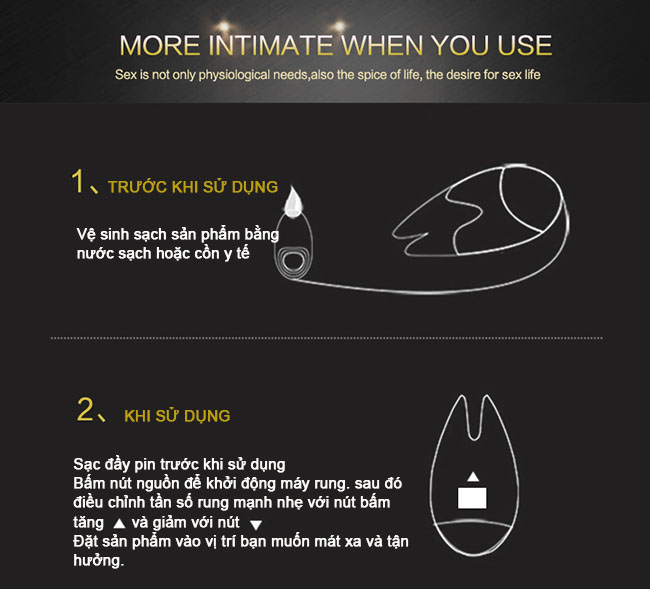 MORE INTIMATE WHEN YOU USE
Sex is not only physiological needs,also the spice of life, the desire for sex life
1、 TRƯỚC KHI SỬ DỤNG
Vệ sinh sạch sản phẩm bằng
nước sạch hoặc cồn y tế
2、 KHI SỬ DỤNG
Sạc đầy pin trước khi sử dụng
Bấm nút nguồn để khởi động máy rung. sau đó
điều chỉnh tần số rung mạnh nhẹ với nút bấm
tăng ▲ và giảm với nút ▼
Đặt sản phẩm vào vị trí bạn muốn mát xa và tận
hưởng.